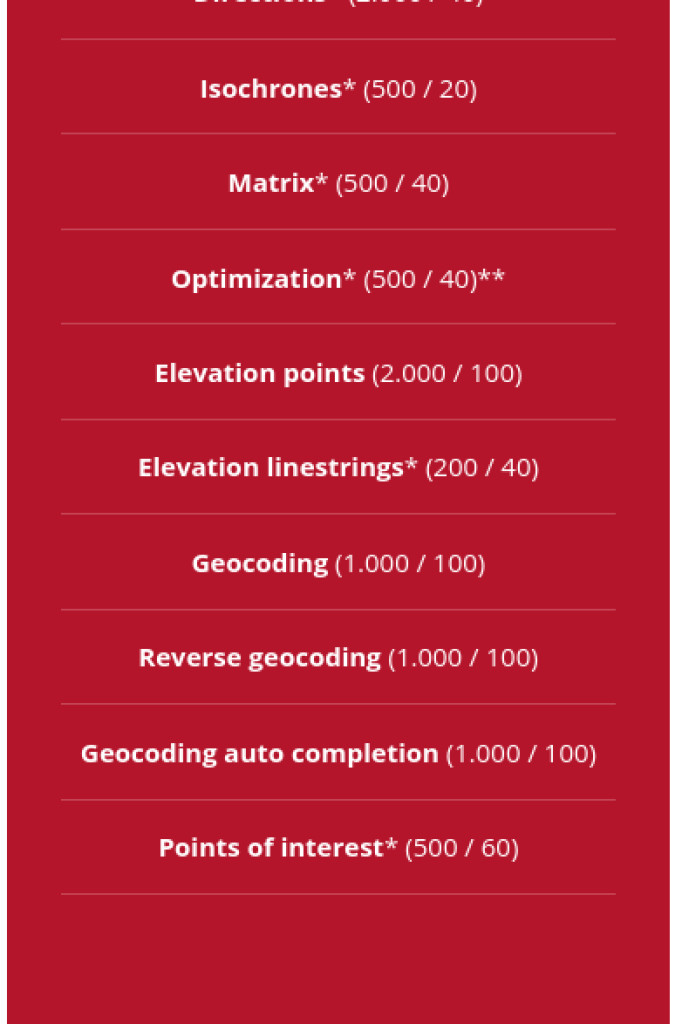 Isochrones* (500 / 20)
Matrix* (500 / 40)
Optimization* (500 / 40)**
Elevation points (2.000 / 100)
Elevation linestrings* (200 / 40)
Geocoding (1.000 / 100)
Reverse geocoding (1.000 / 100)
Geocoding auto completion (1.000 / 100)
Points of interest* (500 / 60)